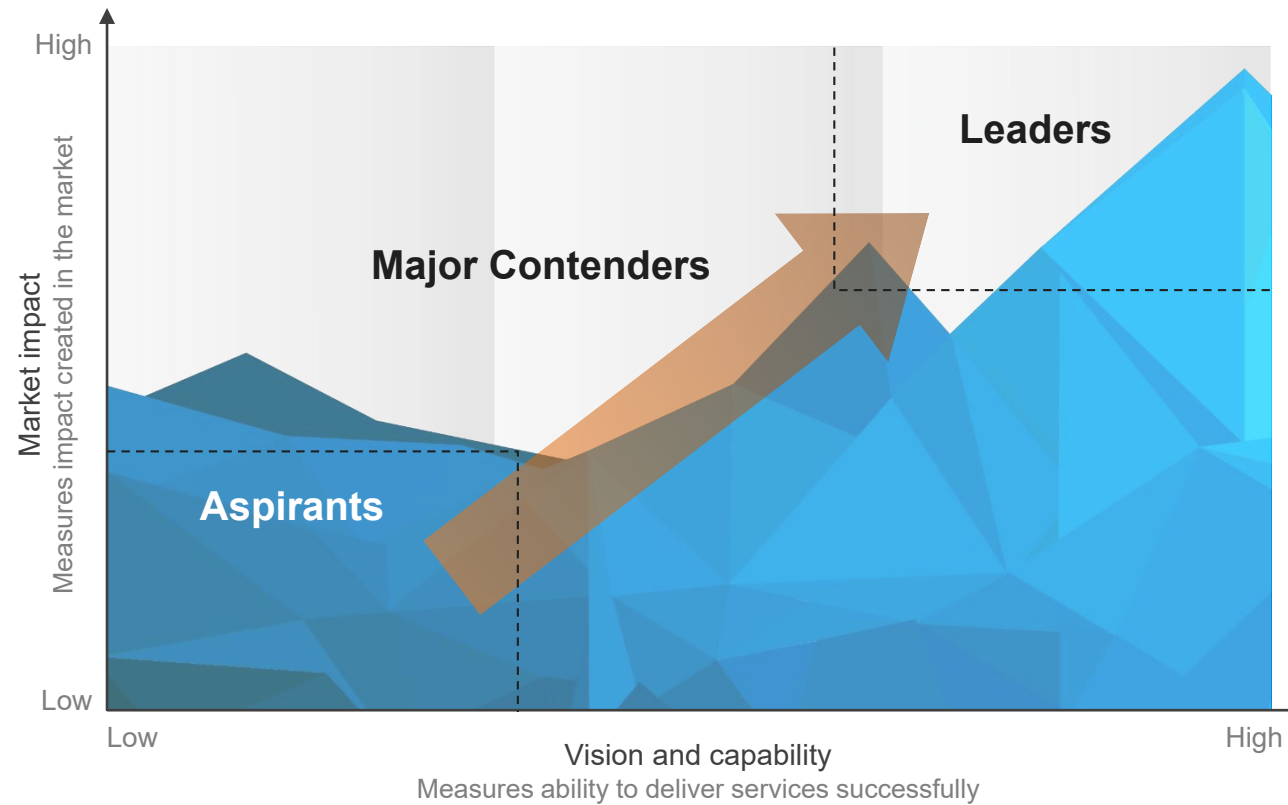 High
Leaders
Major Contenders
Market impact
Measures impact created in the market
Aspirants
Low
Low
High
Vision and capability
Measures ability to deliver services successfully